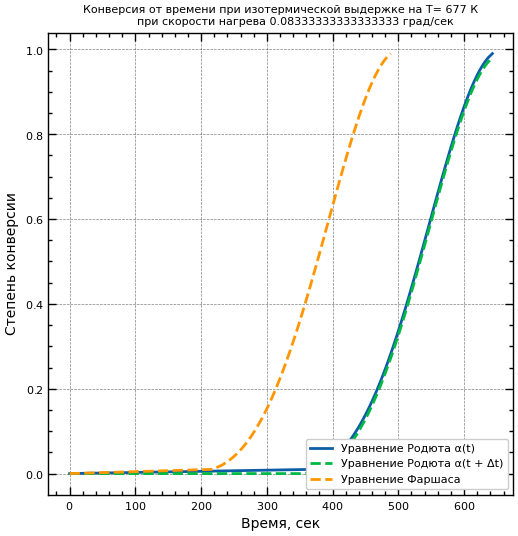 Конверсия от времени при изотермической выдержке на T= 677 К
при скорости нагрева 0.08333333333333333 град/сек
Степень конверсии
1.0
0.8
0.6
0.4
0.2
0.0
Уравнение Родюта α(t)
Уравнение Родюта α(t + Δt)
Уравнение Фаршаса
0 100 200 300 400 500 600
Время, сек